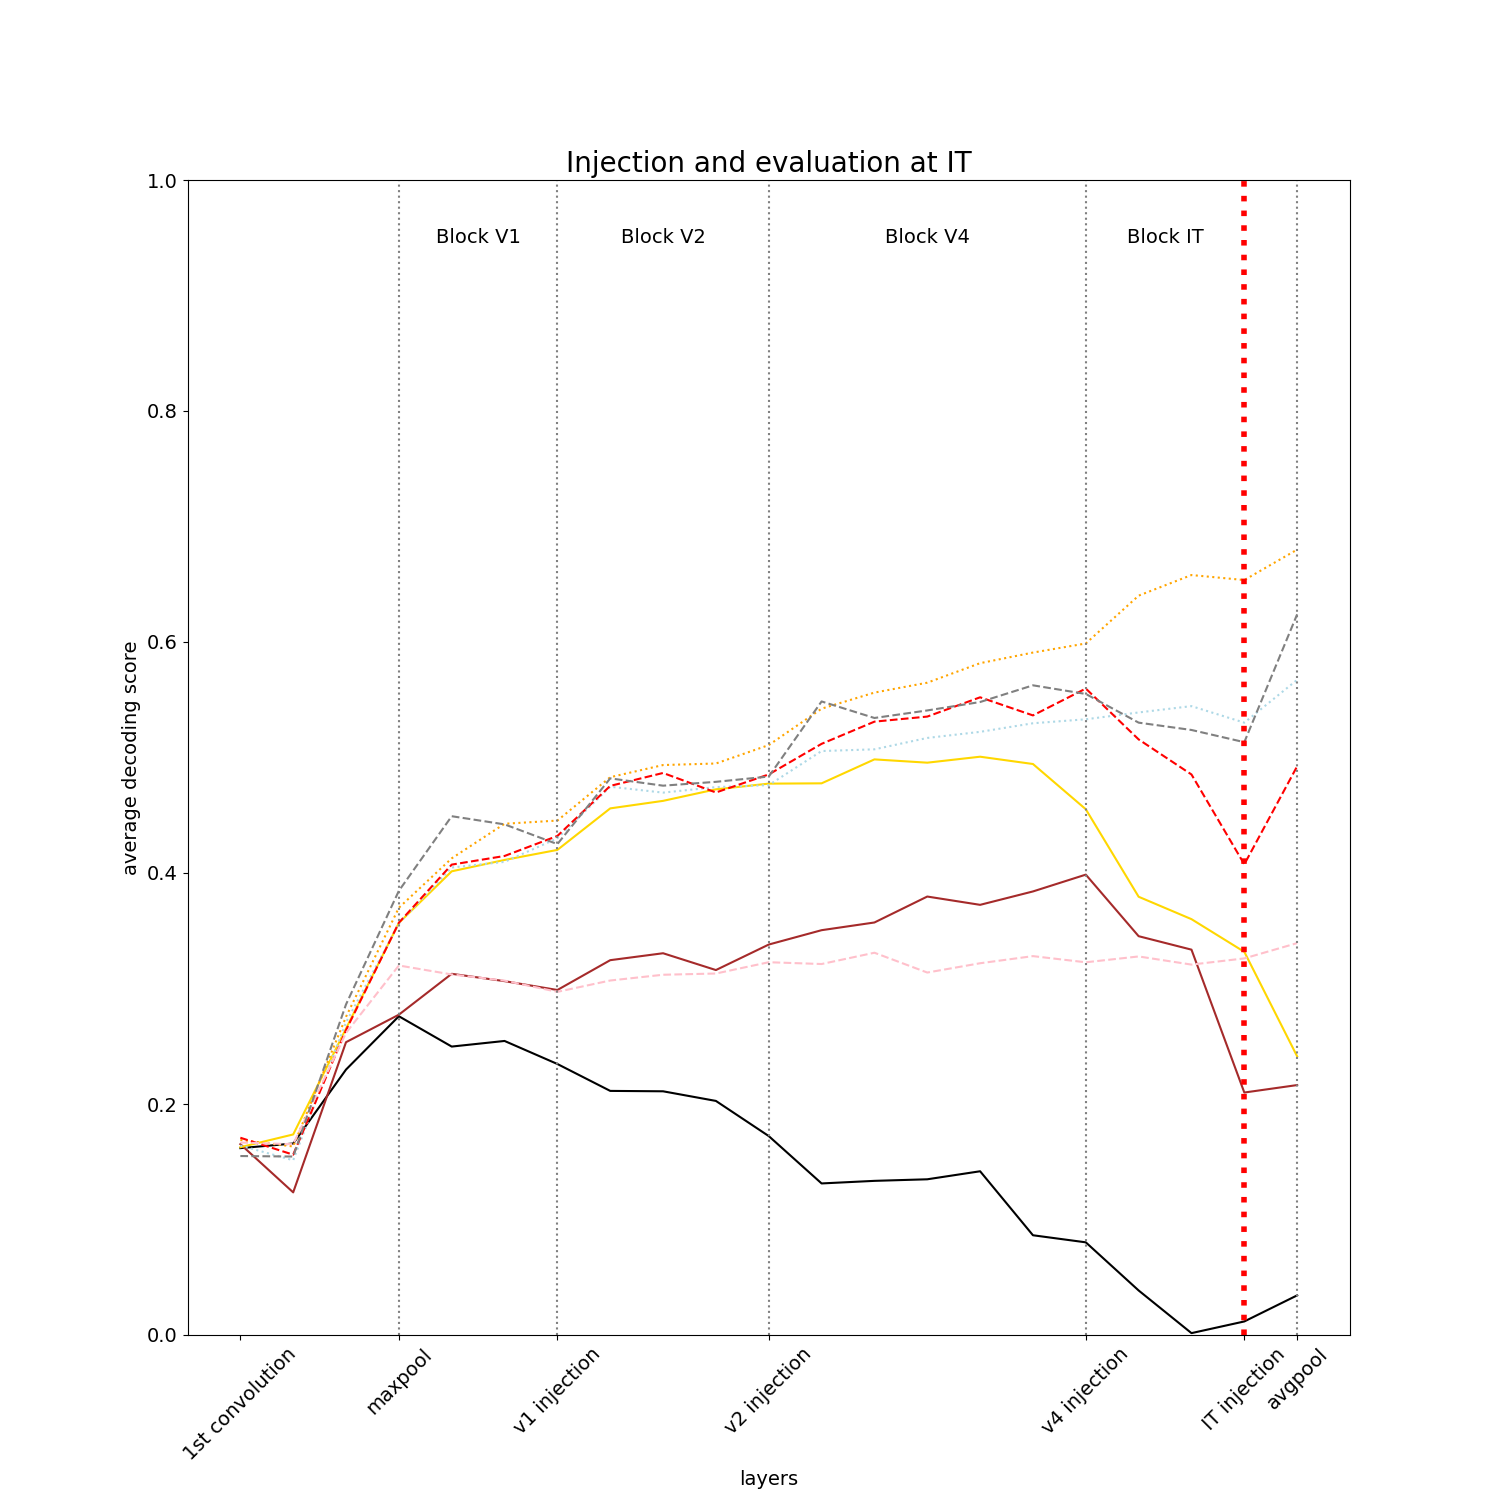 Injection and evaluation at IT
1.0
0.8
0.6
0.4
0.2
0.0
average decoding score
Block V1
Block V2
Block V4
Block IT
1st convolution
maxpool
v1 injection
v2 injection
v4 injection
IT injection
avgpool
layers